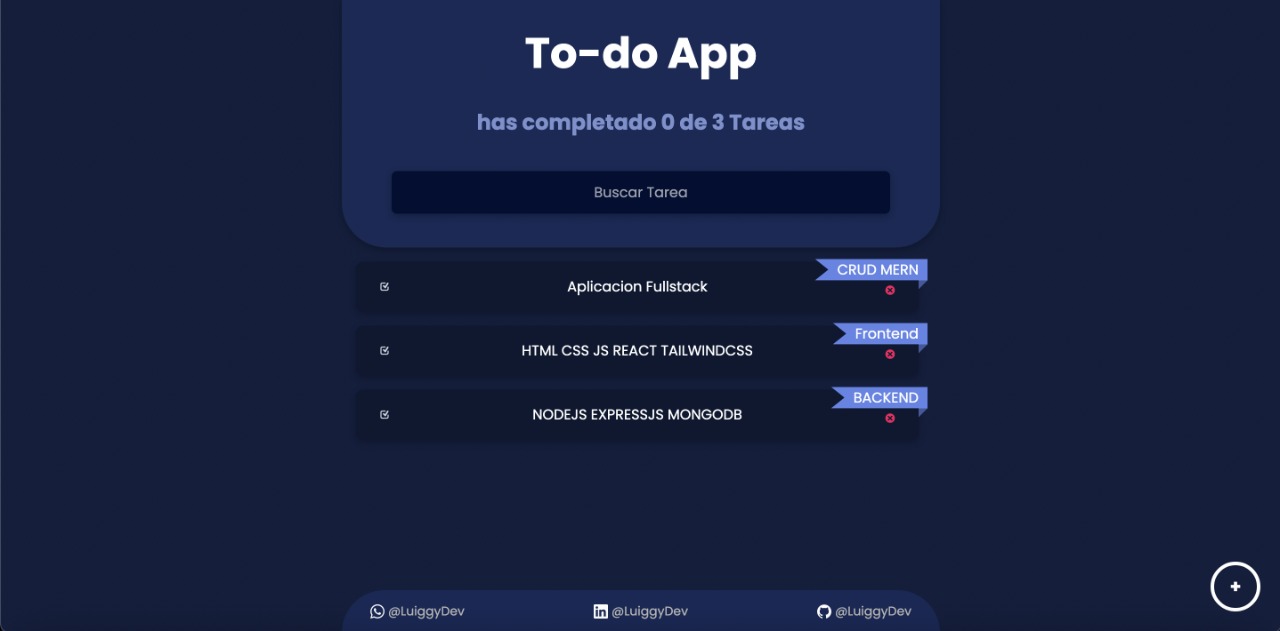 To-do App
has completado 0 de 3 Tareas
Buscar Tarea
CRUD MERN
Aplicacion Fullstack
Frontend
HTML CSS JS REACT TAILWINDCSS
BACKEND
NODEJS EXPRESSJS MONGODB
+
@LuiggyDev @LuiggyDev @LuiggyDev